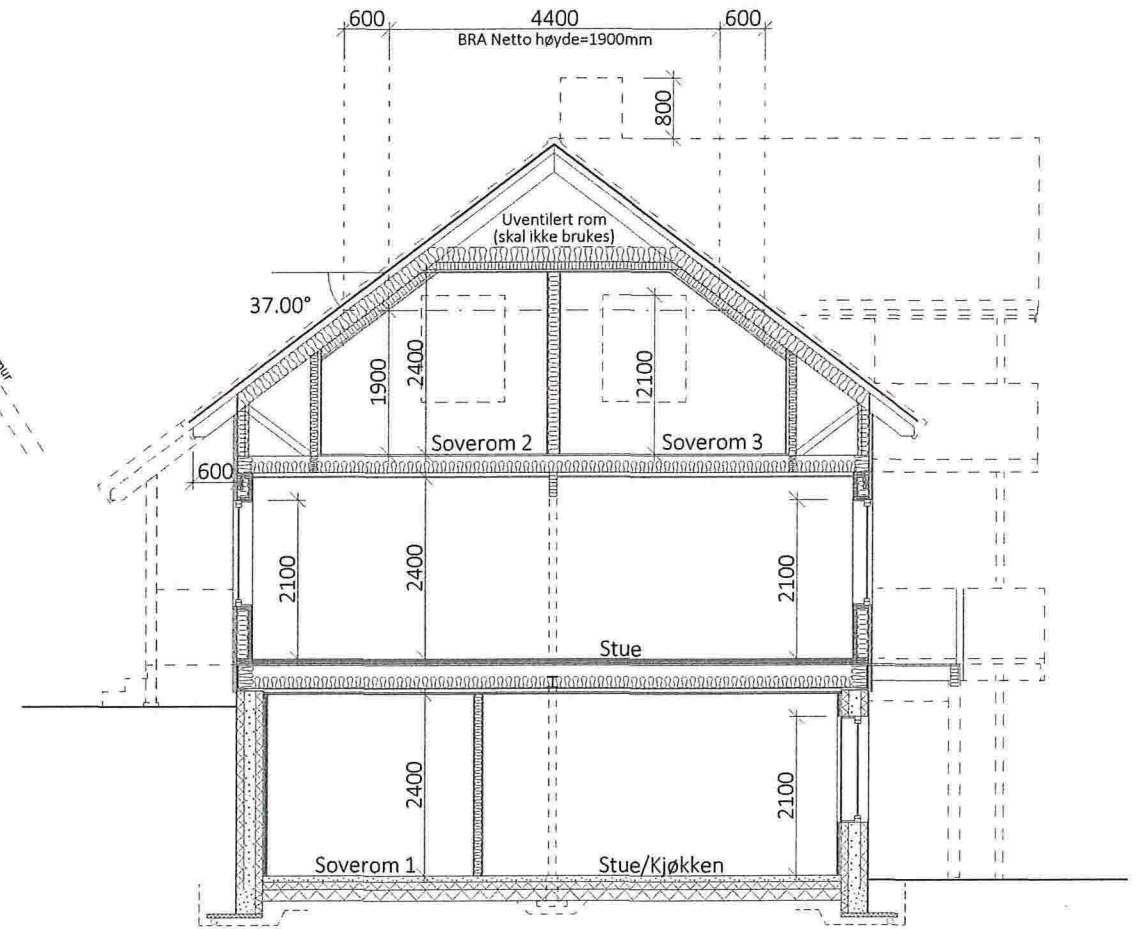 600 4400 600
BRA Netto høyde=1900mm
800
Uventilert rom
(skal ikke brukes)
37.00°
mur
1900
2400
2100
Soverom 2
Soverom 3
600
2100
2400
2100
Stue
2400
2100
Soverom 1
Stue/Kjøkken